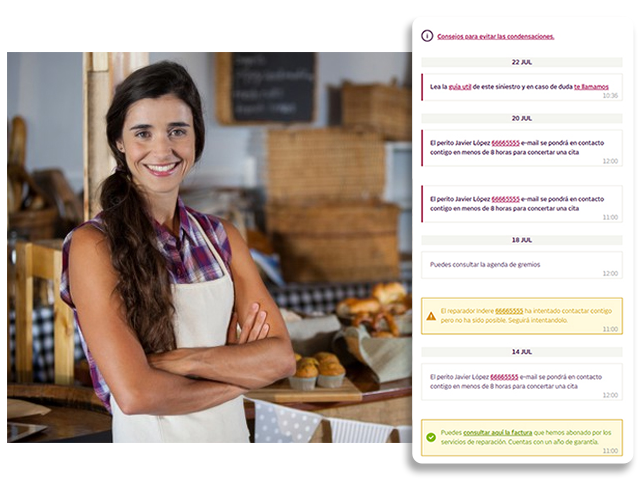 Consejos para evitar las condensaciones.
22 JUL
Lea la guía util de este siniestro y en caso de duda te llamamos
10:36
20 JUL
El perito Javier López 66665555 e-mail se pondrá en contacto
contigo en menos de 8 horas para concertar una cita
12:00
El perito Javier López 66665555 e-mail se pondrá en contacto
contigo en menos de 8 horas para concertar una cita
11:00
18 JUL
Puedes consultar la agenda de gremios
12:00
El reparador Indere 66665555 ha intentado contactar contigo
pero no ha sido posible. Seguirá intentándolo.
11:00
14 JUL
El perito Javier López 66665555 e-mail se pondrá en contacto
contigo en menos de 8 horas para concertar una cita
12:00
Puedes consultar aquí la factura que hemos abonado por los
servicios de reparación. Cuentas con un año de garantía.
11:00